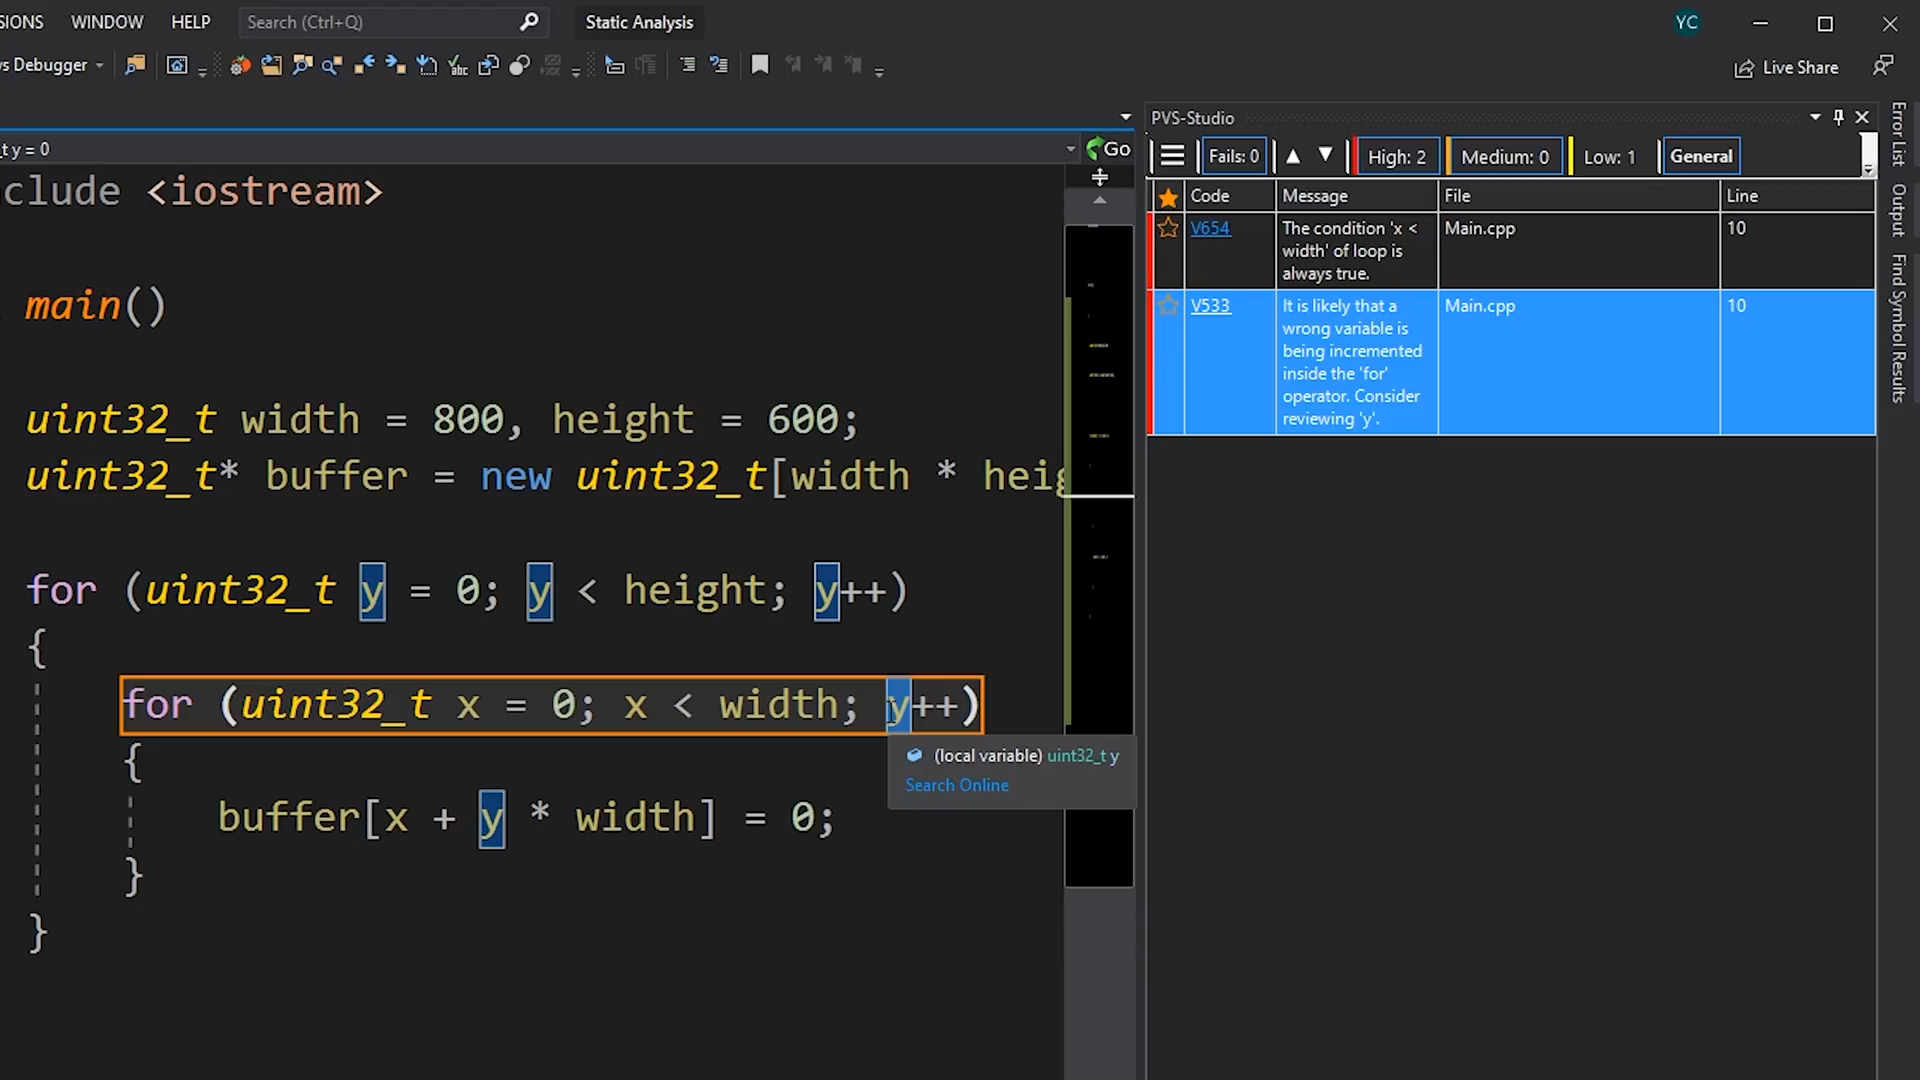 SIONS WINDOW HELP Search (Ctrl+Q) Static Analysis YC
s Debugger Live Share
PVS-Studio
_t y = 0 Go
Fails: 0 High: 2 Medium: 0 Low: 1 General
Code Message File Line
V654 The condition 'x < Main.cpp 10
width' of loop is
always true.
V533 It is likely that a Main.cpp 10
wrong variable is
being incremented
inside the 'for'
operator. Consider
reviewing 'y'.
clude <iostream>
main()
uint32_t width = 800, height = 600;
uint32_t* buffer = new uint32_t[width * heig
for (uint32_t y = 0; y < height; y++)
{
for (uint32_t x = 0; x < width; y++)
{
(local variable) uint32_t y
Search Online
buffer[x + y * width] = 0;
}
}
Error List
Output
Find Symbol Results